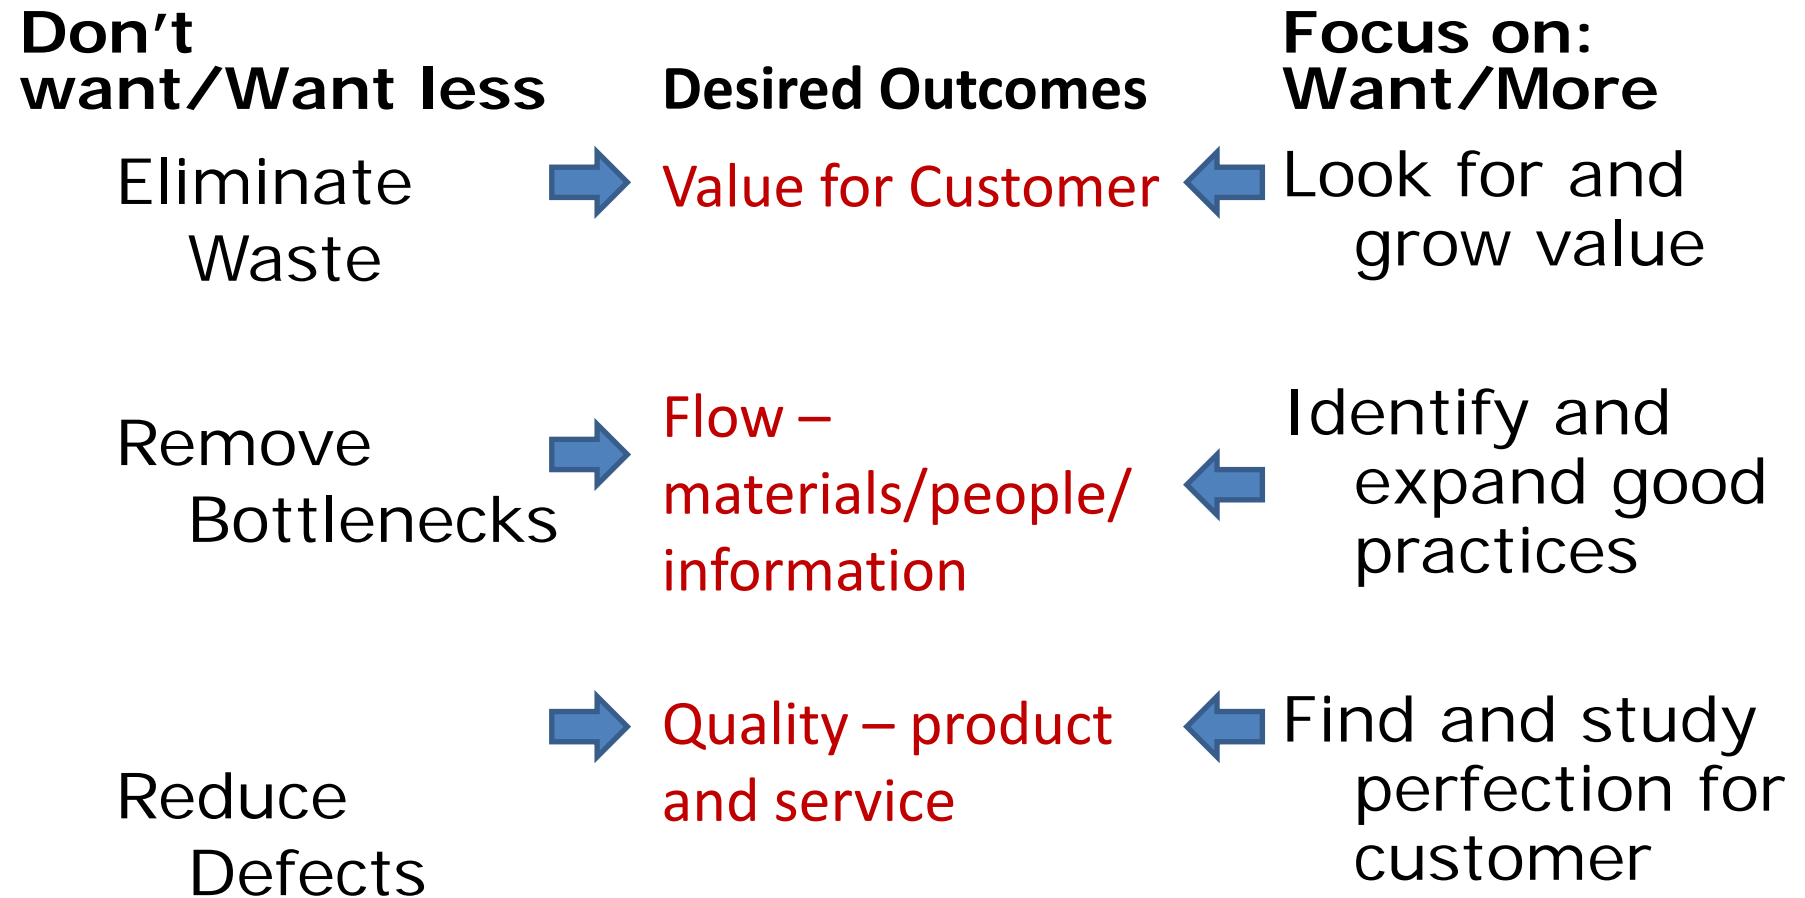 Don't
want/Want less
Desired Outcomes
Focus on:
Want/More
Eliminate
Waste
Value for Customer
Look for and
grow value
Remove
Bottlenecks
Flow –
materials/people/
information
Identify and
expand good
practices
Reduce
Defects
Quality – product
and service
Find and study
perfection for
customer